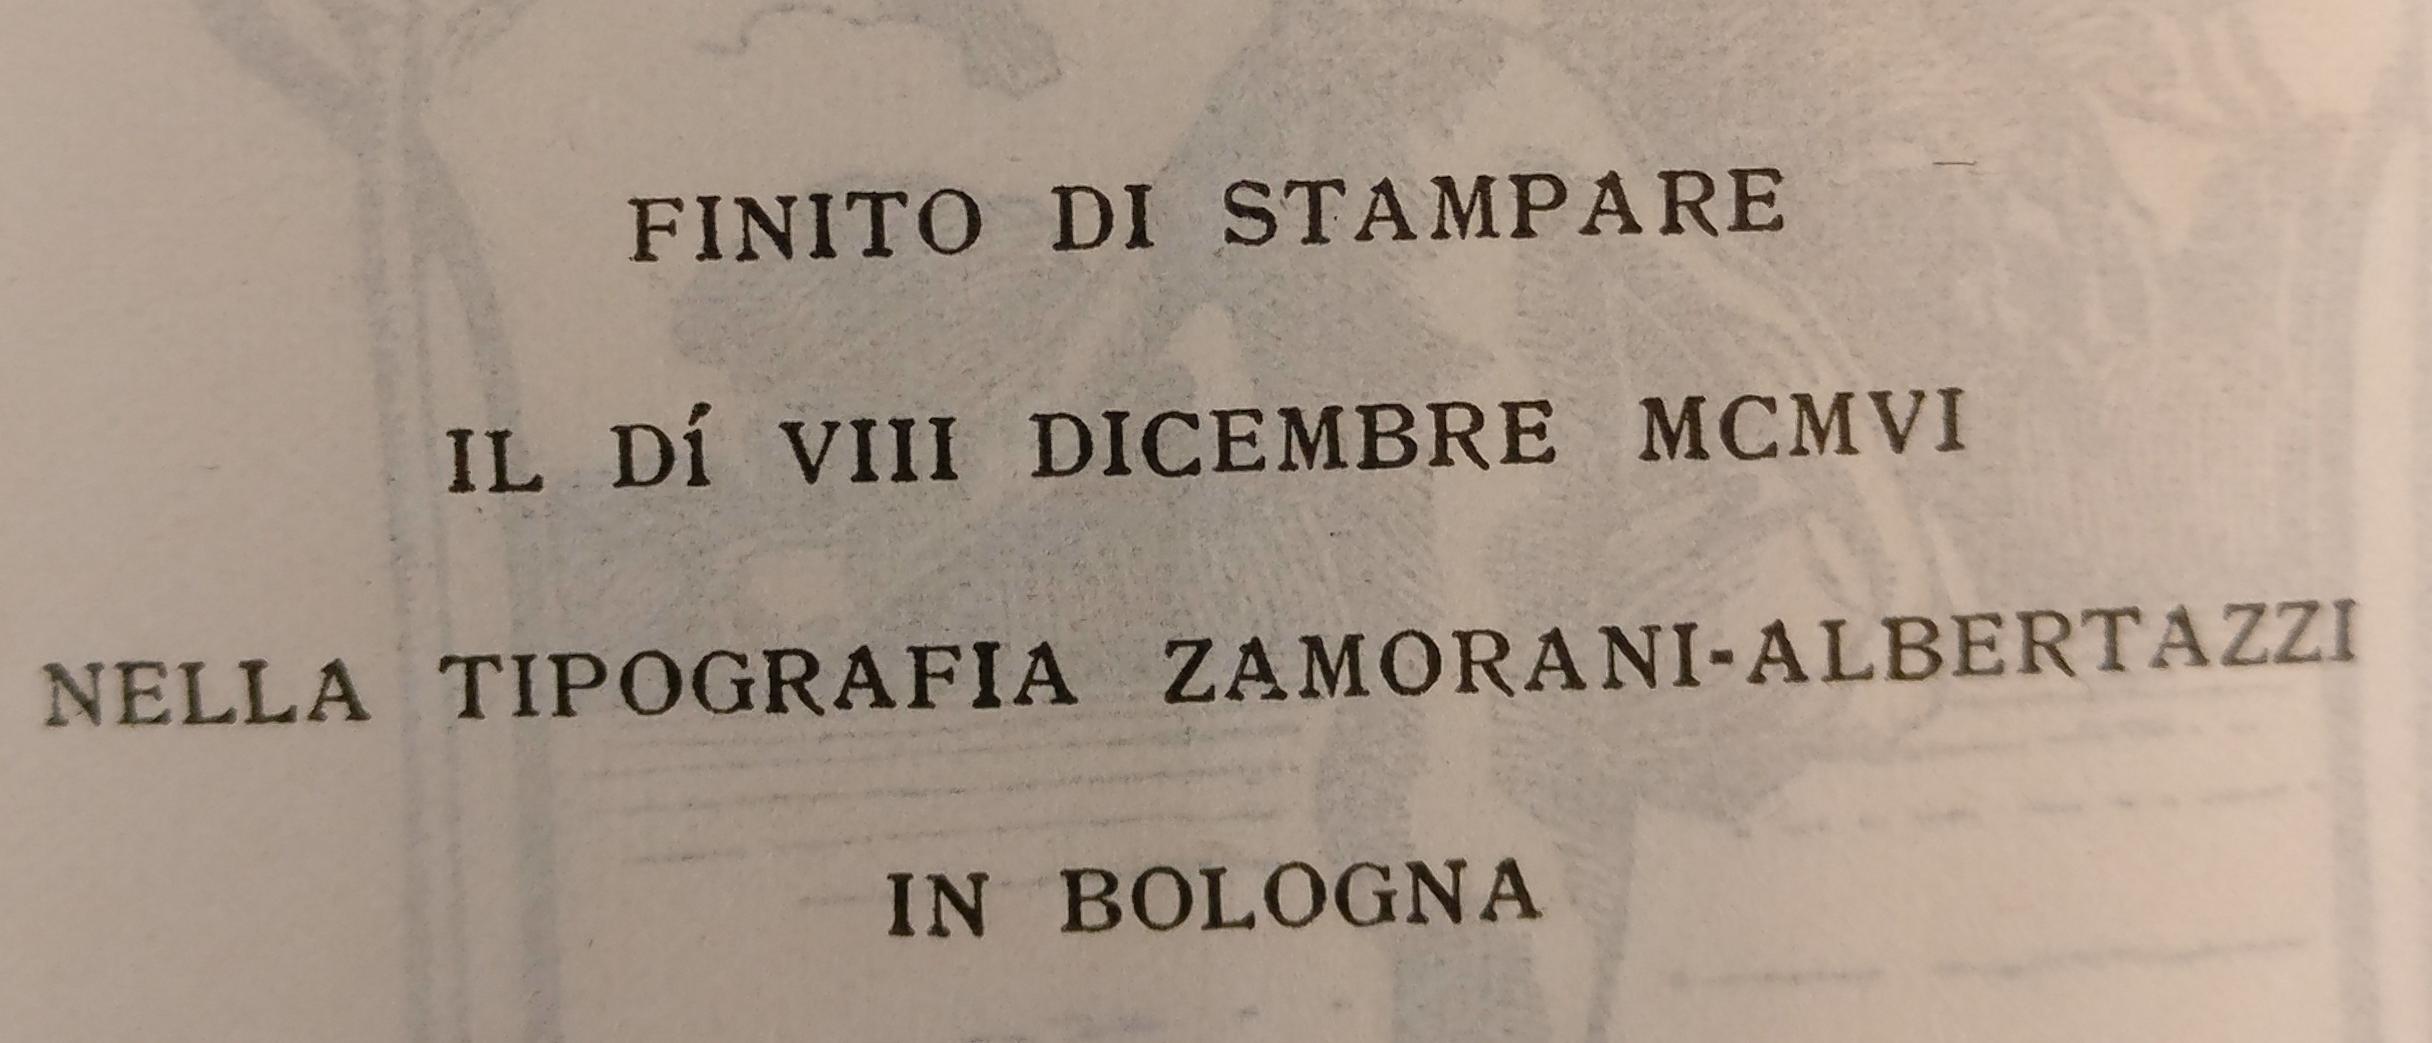 FINITO DI STAMPARE
IL Dí VIII DICEMBRE MCMVI
NELLA TIPOGRAFIA ZAMORANI-ALBERTAZZI
IN BOLOGNA